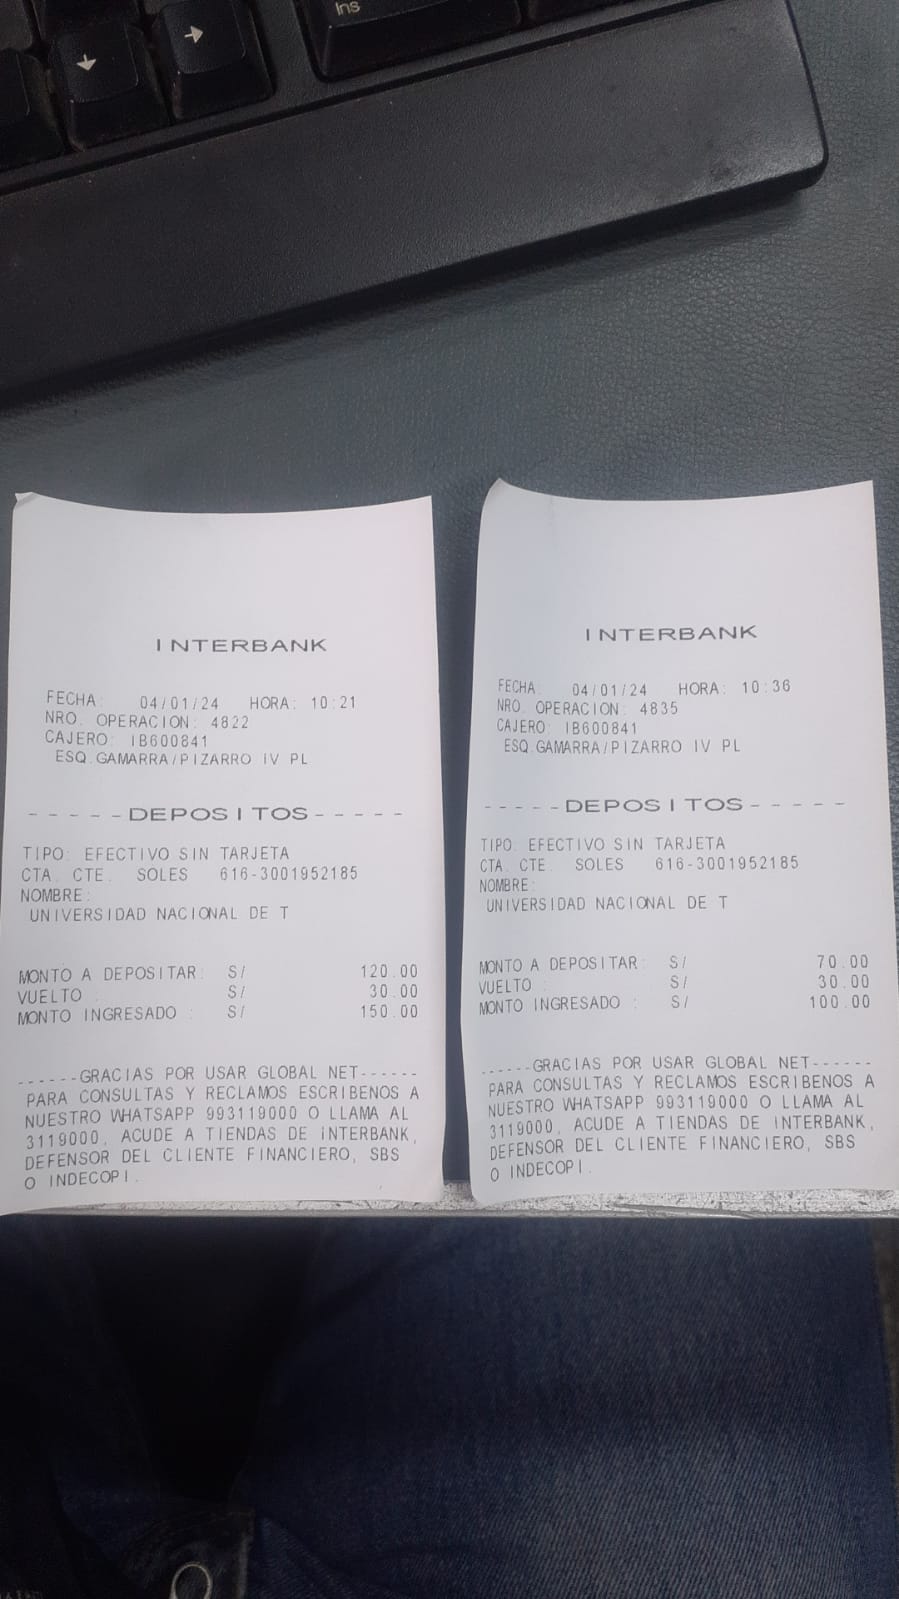 Ins
INTERBANK
FECHA: 04/01/24 HORA: 10:21
NRO. OPERACION: 4822
CAJERO: IB600841
ESQ.GAMARRA/PIZARRO IV PL
-----DEPOSITOS-----
TIPO: EFECTIVO SIN TARJETA
CTA. CTE. SOLES 616-3001952185
NOMBRE:
UNIVERSIDAD NACIONAL DE T
MONTO A DEPOSITAR: S/ 120.00
VUELTO : S/ 30.00
MONTO INGRESADO : S/ 150.00
------GRACIAS POR USAR GLOBAL NET------
PARA CONSULTAS Y RECLAMOS ESCRIBENOS A
NUESTRO WHATSAPP 993119000 O LLAMA AL
3119000, ACUDE A TIENDAS DE INTERBANK,
DEFENSOR DEL CLIENTE FINANCIERO, SBS
O INDECOPI.
INTERBANK
FECHA: 04/01/24 HORA: 10:36
NRO. OPERACION: 4835
CAJERO: IB600841
ESQ.GAMARRA/PIZARRO IV PL
-----DEPOSITOS-----
TIPO: EFECTIVO SIN TARJETA
CTA. CTE. SOLES 616-3001952185
NOMBRE:
UNIVERSIDAD NACIONAL DE T
MONTO A DEPOSITAR: S/ 70.00
VUELTO : S/ 30.00
MONTO INGRESADO : S/ 100.00
------GRACIAS POR USAR GLOBAL NET------
PARA CONSULTAS Y RECLAMOS ESCRIBENOS A
NUESTRO WHATSAPP 993119000 O LLAMA AL
3119000, ACUDE A TIENDAS DE INTERBANK,
DEFENSOR DEL CLIENTE FINANCIERO, SBS
O INDECOPI.